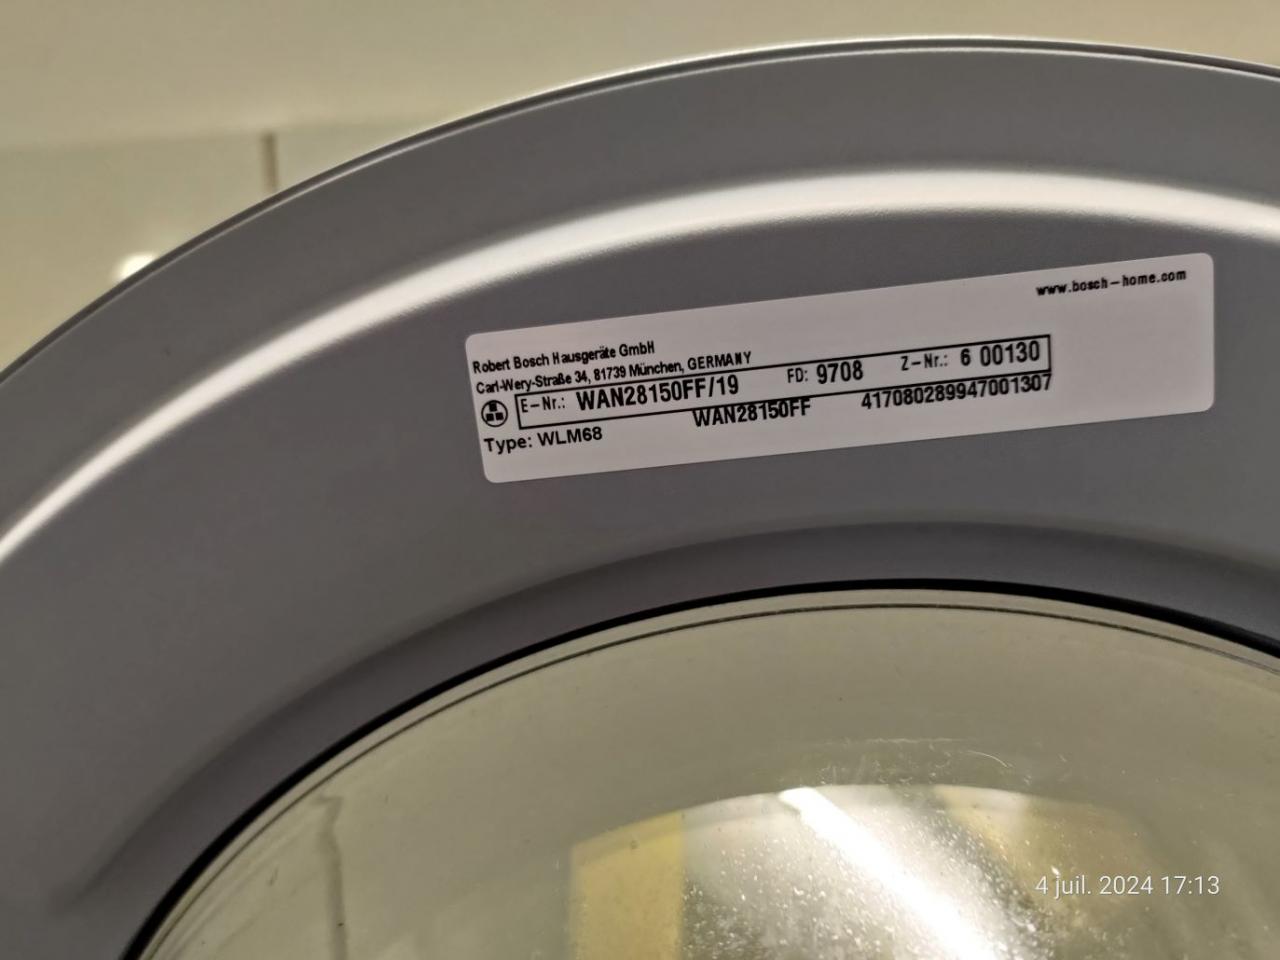 www.bosch-home.com
Robert Bosch Hausgeräte GmbH
Carl-Wery-Straße 34, 81739 München, GERMANY
E-Nr.: WAN28150FF/19 FD: 9708 Z-Nr.: 6 00130
Type: WLM68 WAN28150FF 417080289947001307
4 juil. 2024 17:13